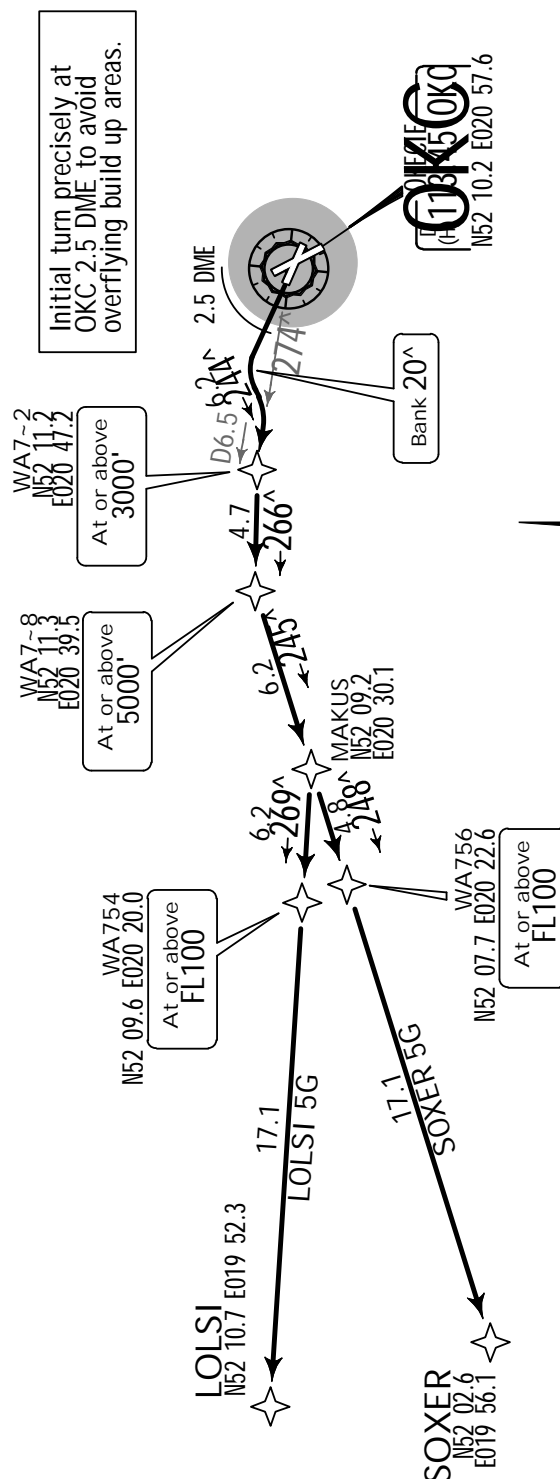 Initial turn precisely at
OKC 2.5 DME to avoid
overflying build up areas.
OKC
N52 10.2 E020 57.6
2.5 DME
274^
244^
D6.5
Bank 20^
WA7~2
N52 11.2
E020 47.2
At or above
3000'
4.7
266^
WA7~8
N52 11.3
E020 39.5
At or above
5000'
6.2
245^
MAKUS
N52 09.2
E020 30.1
6.2
269^
4.8
248^
WA754
N52 09.6 E020 20.0
At or above
FL100
WA756
N52 07.7 E020 22.6
At or above
FL100
17.1
LOLSI 5G
17.1
SOXER 5G
LOLSI
N52 10.7 E019 52.3
SOXER
N52 02.6
E019 56.1